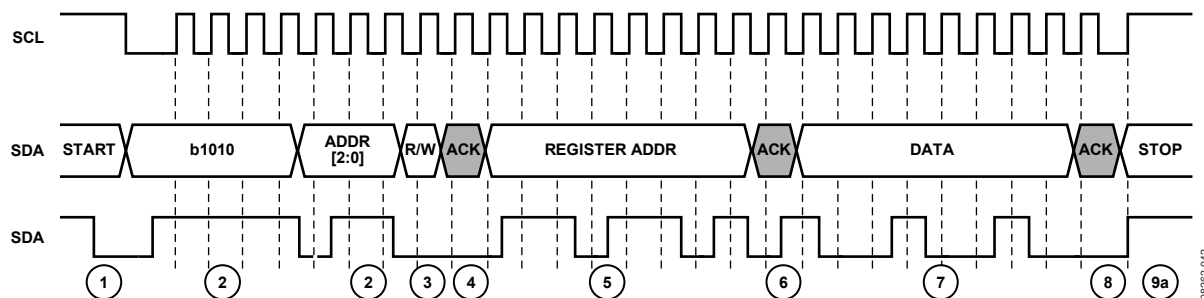 SCL
SDA START b1010 ADDR [2:0] R/W ACK REGISTER ADDR ACK DATA ACK STOP
SDA
1 2 2 3 4 5 6 7 8 9a